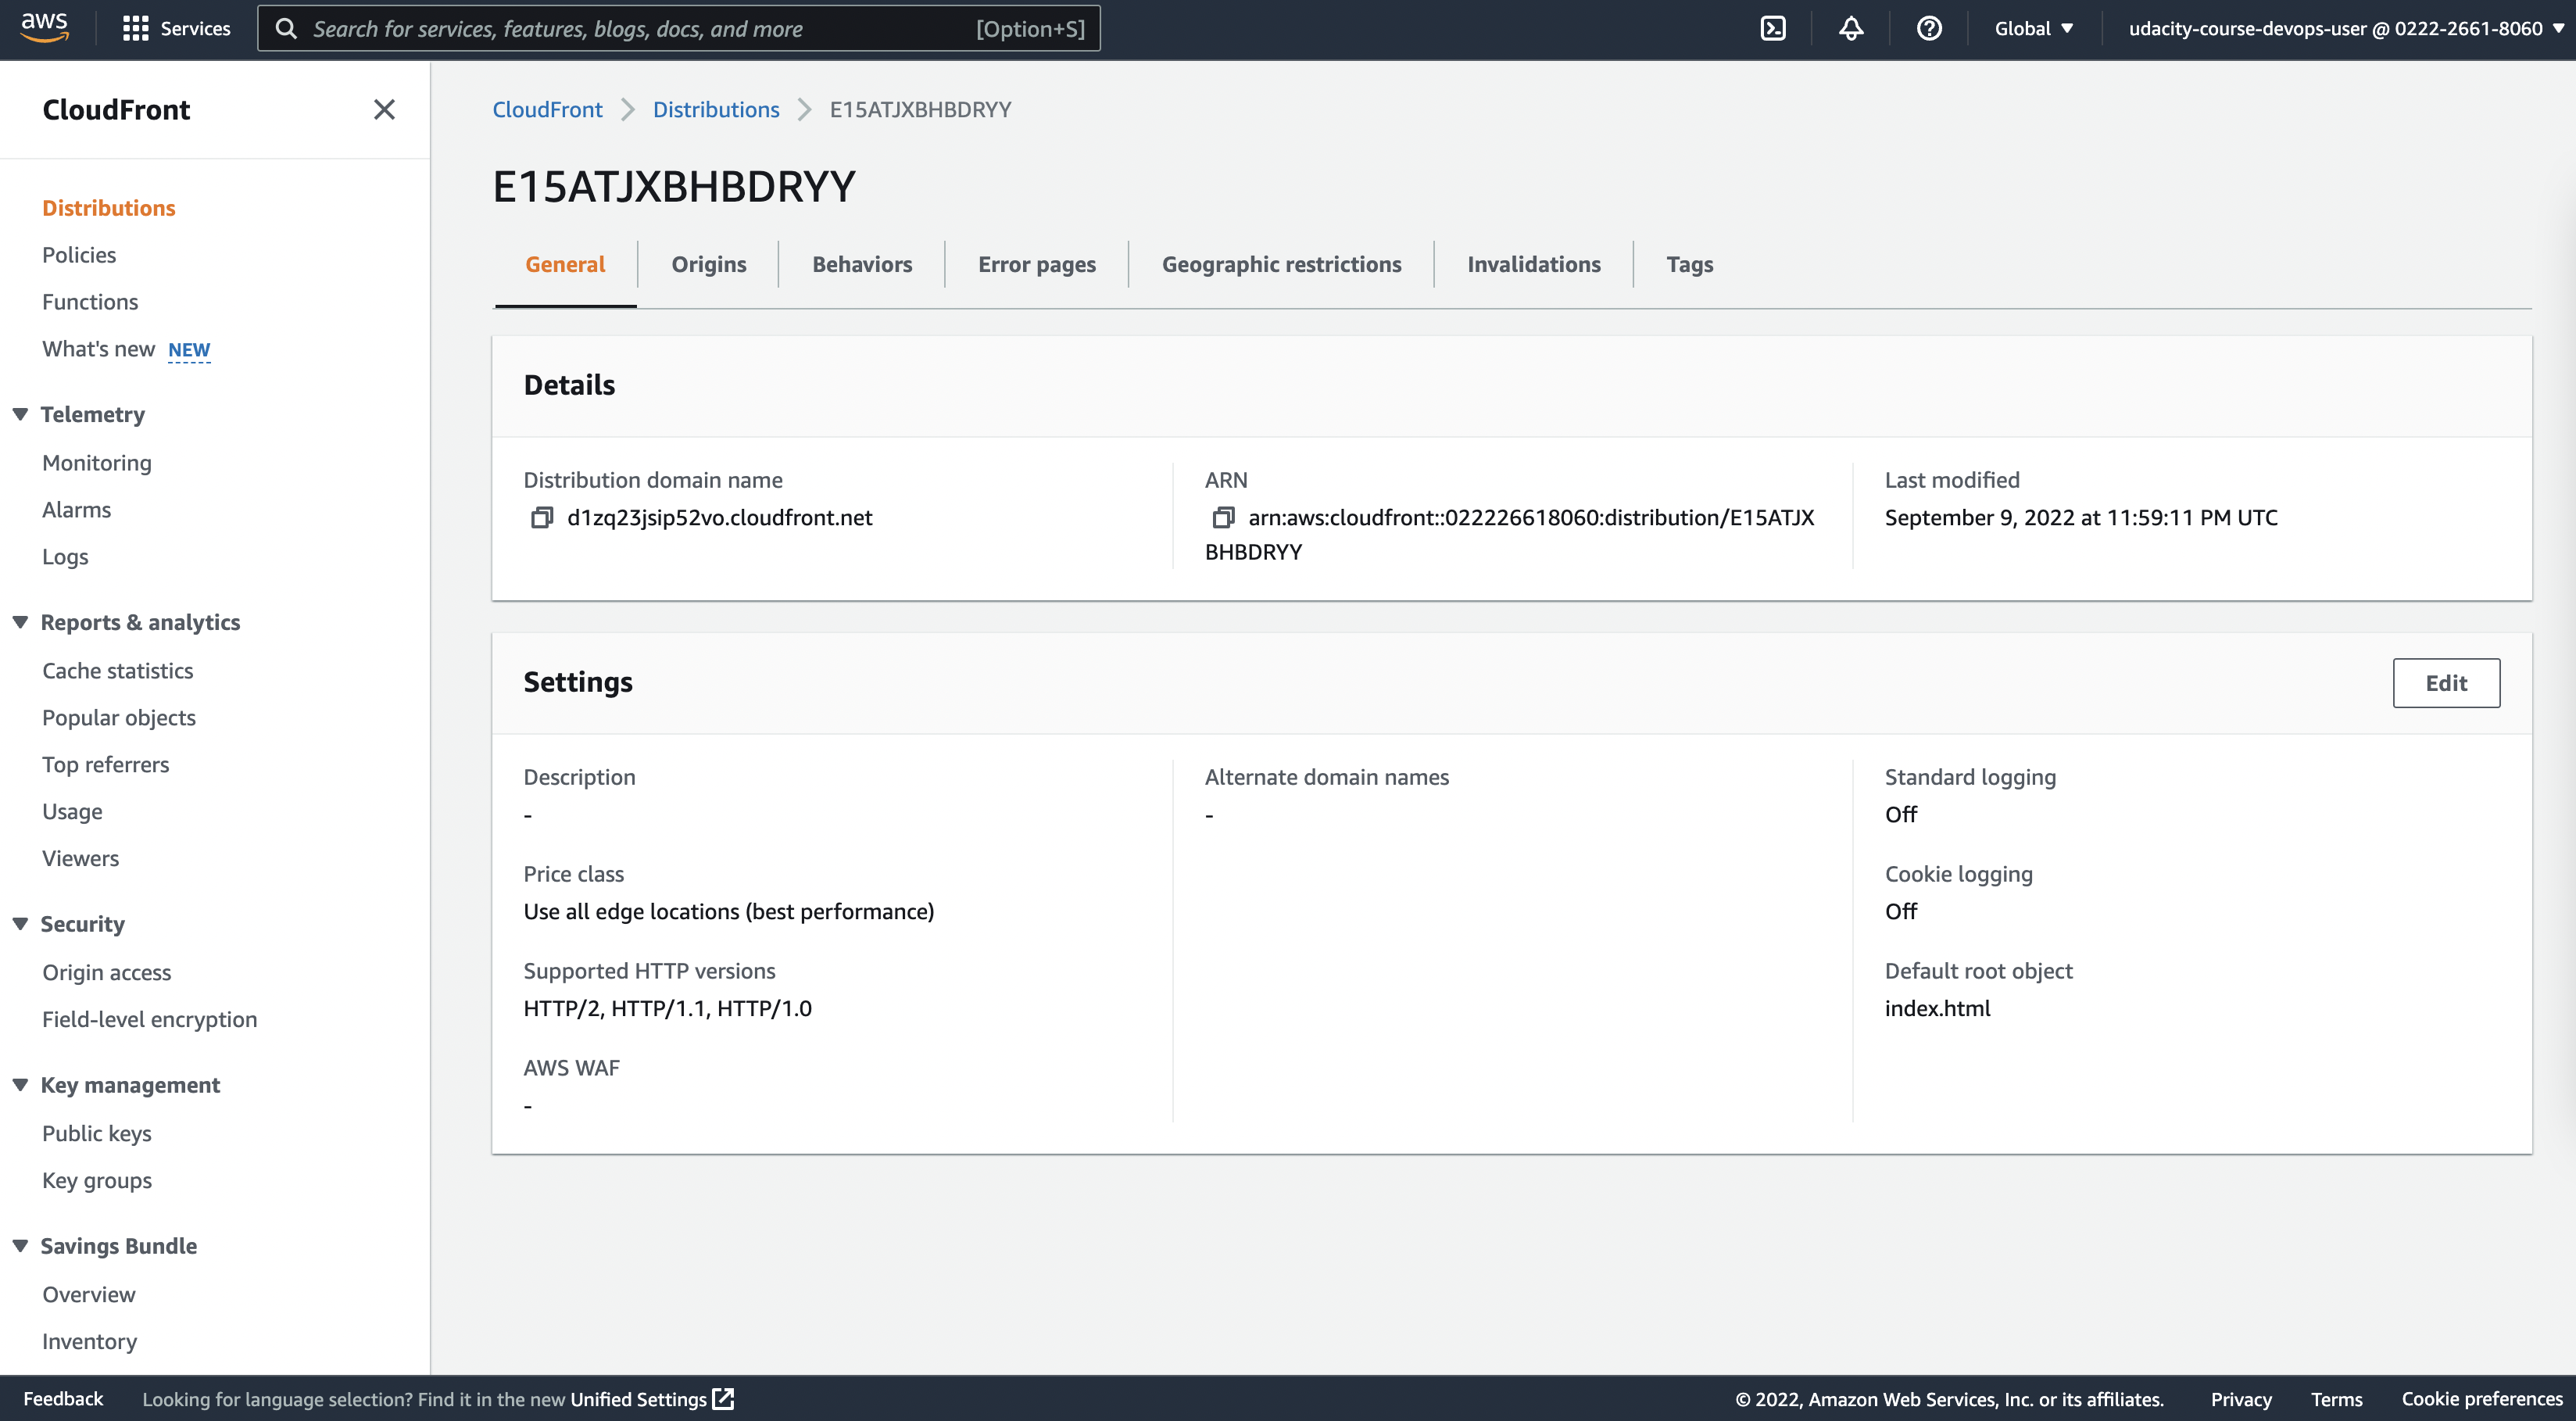 aws
Services
Search for services, features, blogs, docs, and more [Option+S]
Global
udacity-course-devops-user @ 0222-2661-8060
CloudFront
Distributions
Policies
Functions
What's new NEW
Telemetry
Monitoring
Alarms
Logs
Reports & analytics
Cache statistics
Popular objects
Top referrers
Usage
Viewers
Security
Origin access
Field-level encryption
Key management
Public keys
Key groups
Savings Bundle
Overview
Inventory
CloudFront > Distributions > E15ATJXBHBDRYY
E15ATJXBHBDRYY
General
Origins
Behaviors
Error pages
Geographic restrictions
Invalidations
Tags
Details
Distribution domain name
d1zq23jsip52vo.cloudfront.net
ARN
arn:aws:cloudfront::022226618060:distribution/E15ATJX
BHBDRYY
Last modified
September 9, 2022 at 11:59:11 PM UTC
Settings
Edit
Description
-
Price class
Use all edge locations (best performance)
Supported HTTP versions
HTTP/2, HTTP/1.1, HTTP/1.0
AWS WAF
-
Alternate domain names
-
Standard logging
Off
Cookie logging
Off
Default root object
index.html
Feedback
Looking for language selection? Find it in the new Unified Settings
© 2022, Amazon Web Services, Inc. or its affiliates.
Privacy
Terms
Cookie preferences